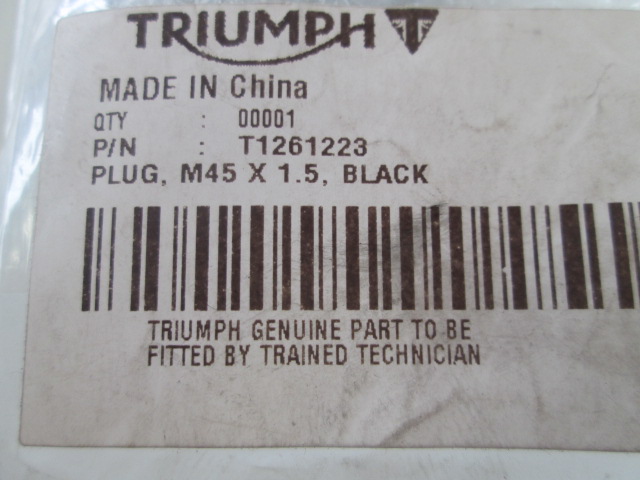 TRIUMPH
MADE IN China
QTY : 00001
P/N : T1261223
PLUG, M45 X 1.5, BLACK
TRIUMPH GENUINE PART TO BE
FITTED BY TRAINED TECHNICIAN